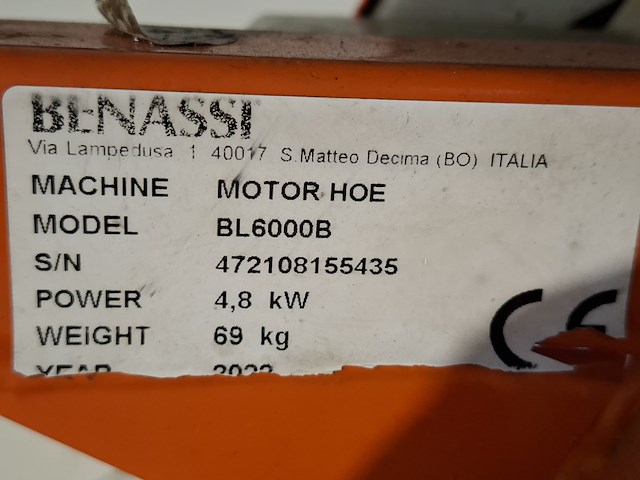 BENASSI
Via Lampedusa 1 40017 S.Matteo Decima (BO) ITALIA
MACHINE MOTOR HOE
MODEL BL6000B
S/N 472108155435
POWER 4,8 kW
WEIGHT 69 kg
YEAR
CE